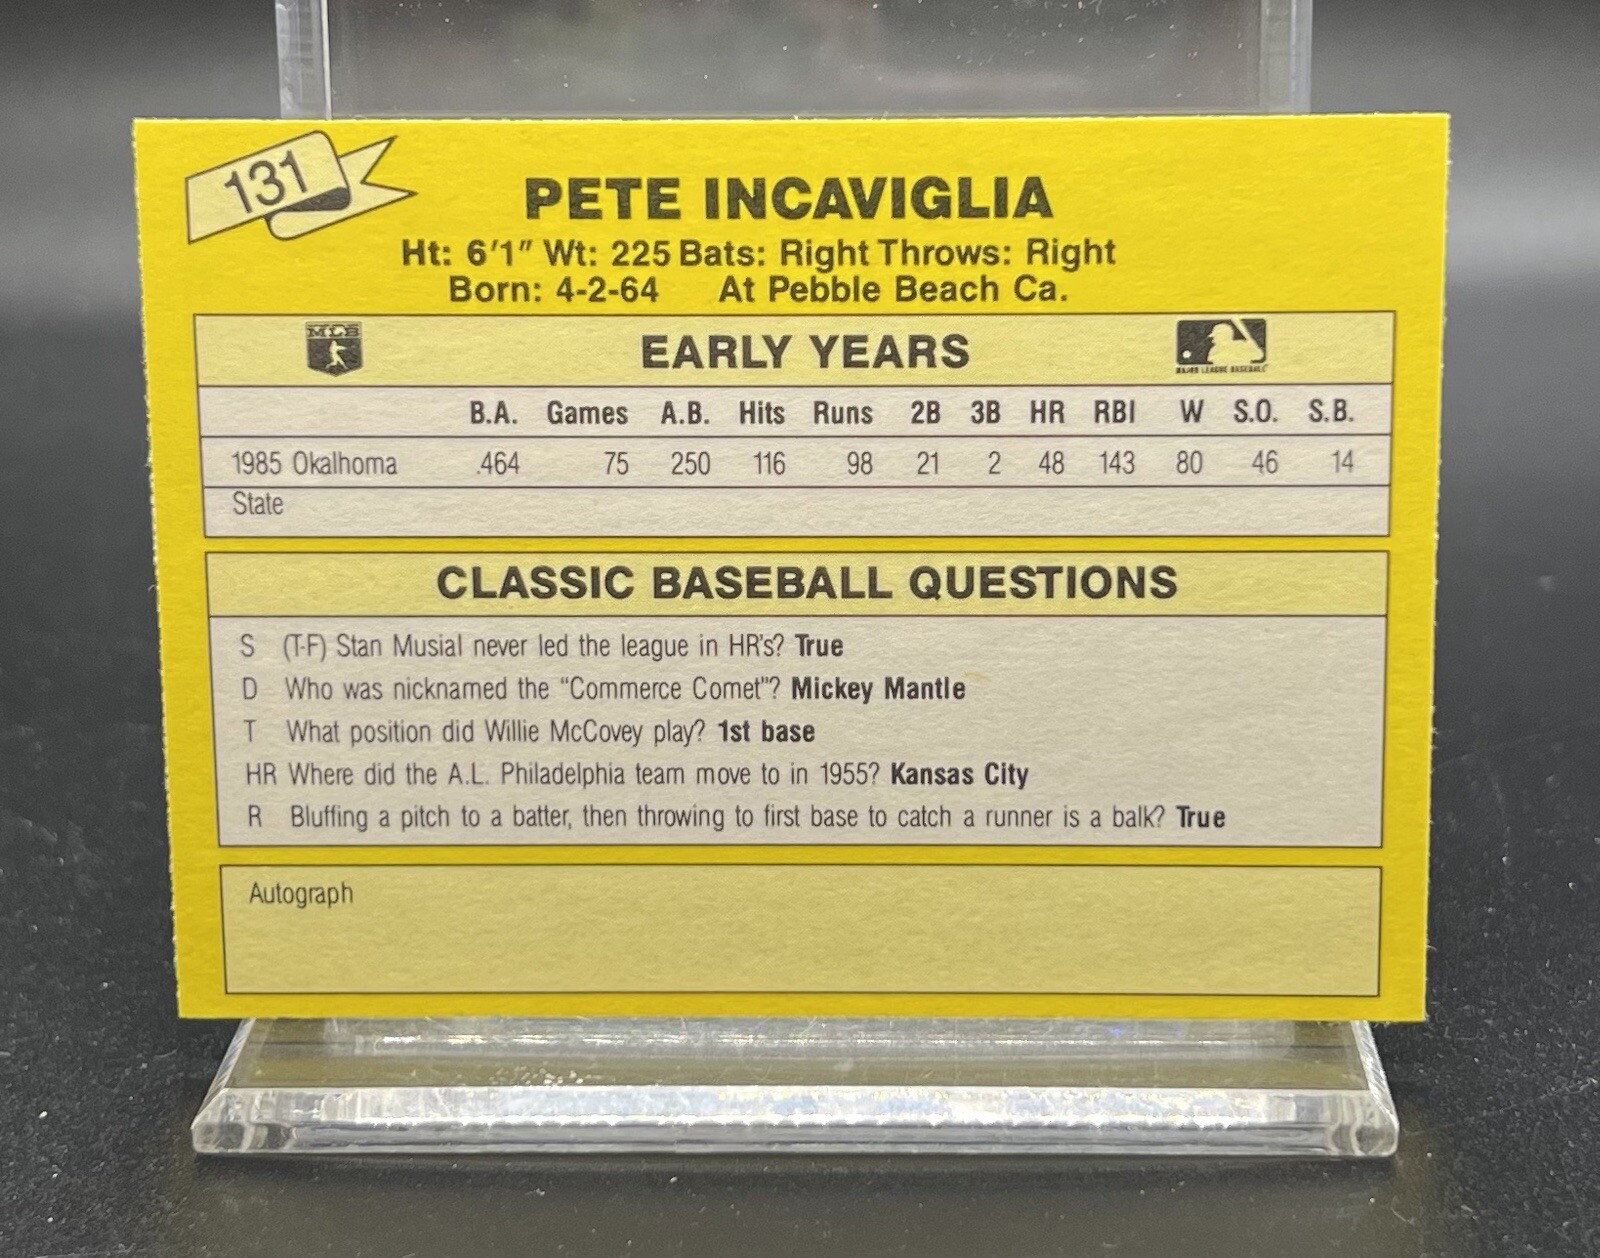 131
PETE INCAVIGLIA
Ht: 6'1" Wt: 225 Bats: Right Throws: Right
Born: 4-2-64 At Pebble Beach Ca.
MLB
EARLY YEARS
MAJOR LEAGUE BASEBALL
B.A. Games A.B. Hits Runs 2B 3B HR RBI W S.O. S.B.
1985 Okalhoma .464 75 250 116 98 21 2 48 143 80 46 14
State
CLASSIC BASEBALL QUESTIONS
S (T-F) Stan Musial never led the league in HR's? True
D Who was nicknamed the "Commerce Comet"? Mickey Mantle
T What position did Willie McCovey play? 1st base
HR Where did the A.L. Philadelphia team move to in 1955? Kansas City
R Bluffing a pitch to a batter, then throwing to first base to catch a runner is a balk? True
Autograph